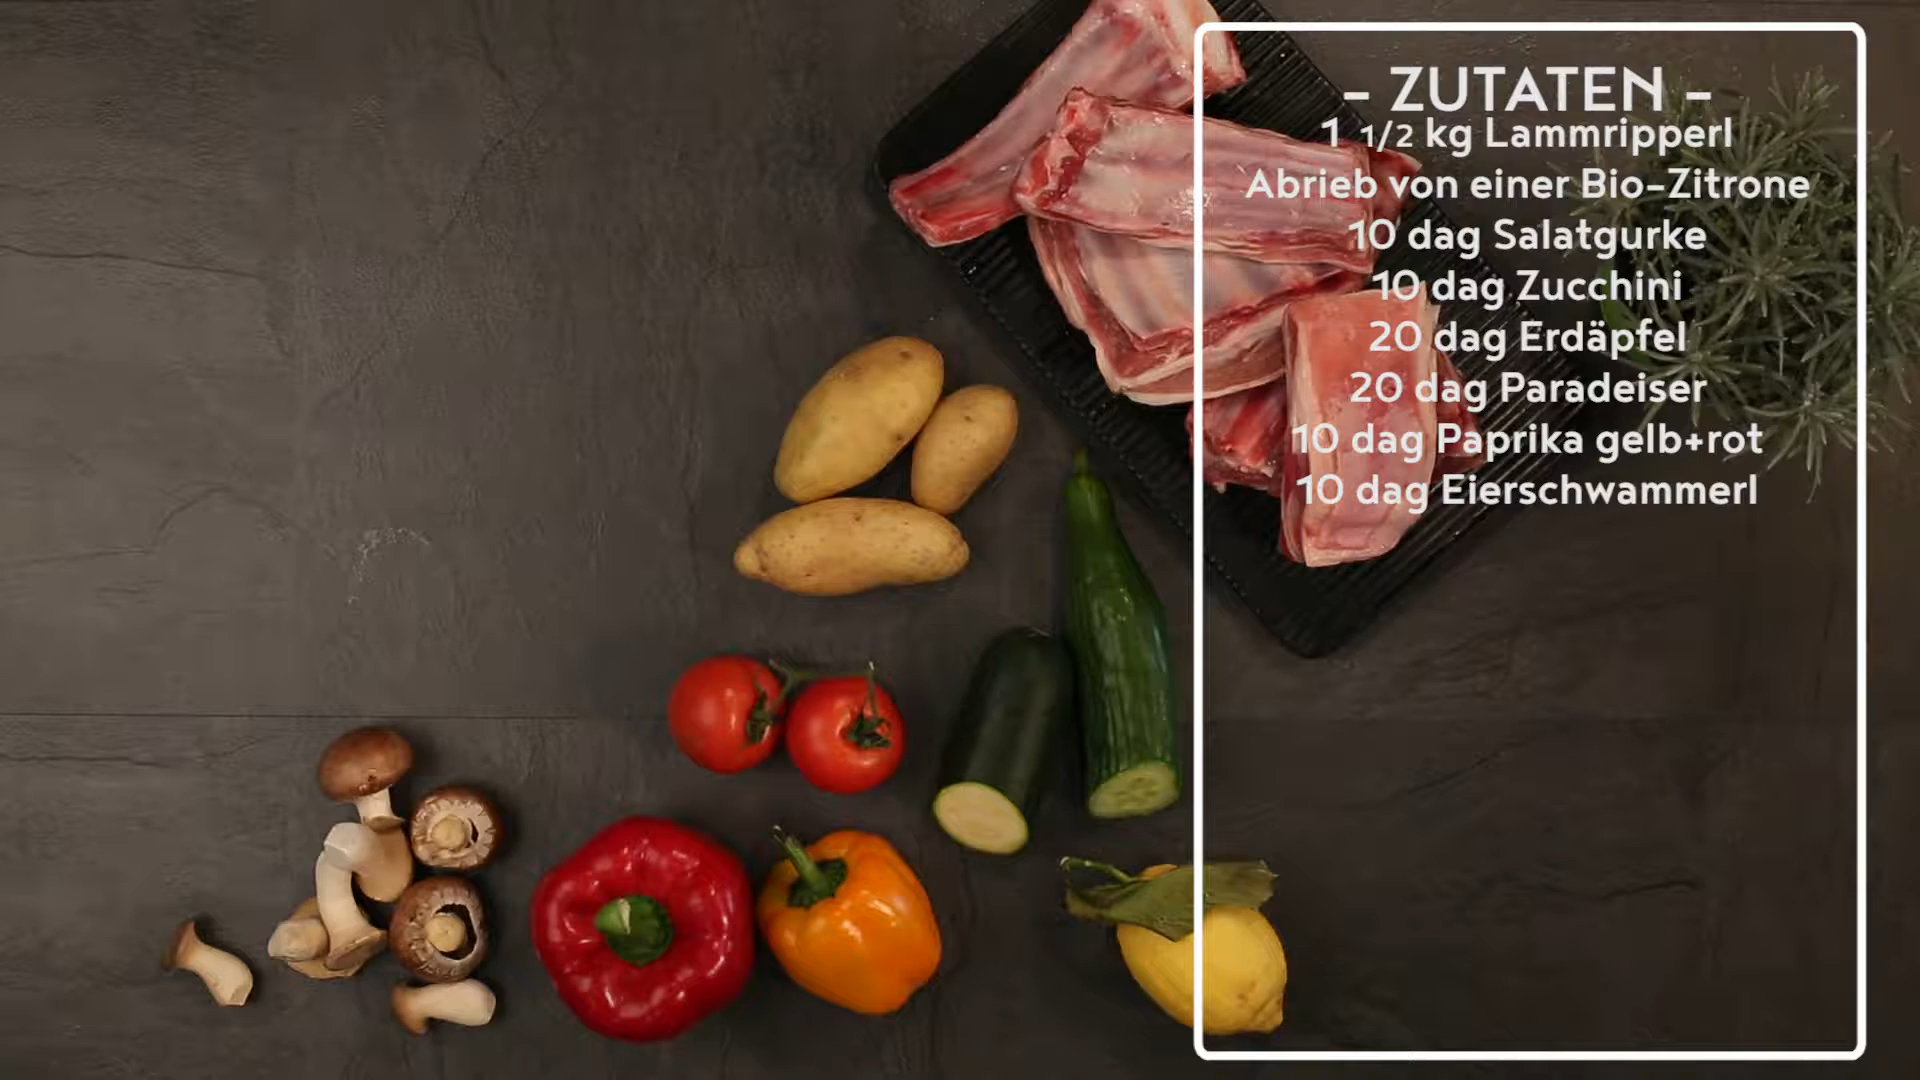 - ZUTATEN -
1 1/2 kg Lammripperl
Abrieb von einer Bio-Zitrone
10 dag Salatgurke
10 dag Zucchini
20 dag Erdäpfel
20 dag Paradeiser
10 dag Paprika gelb+rot
10 dag Eierschwammerl